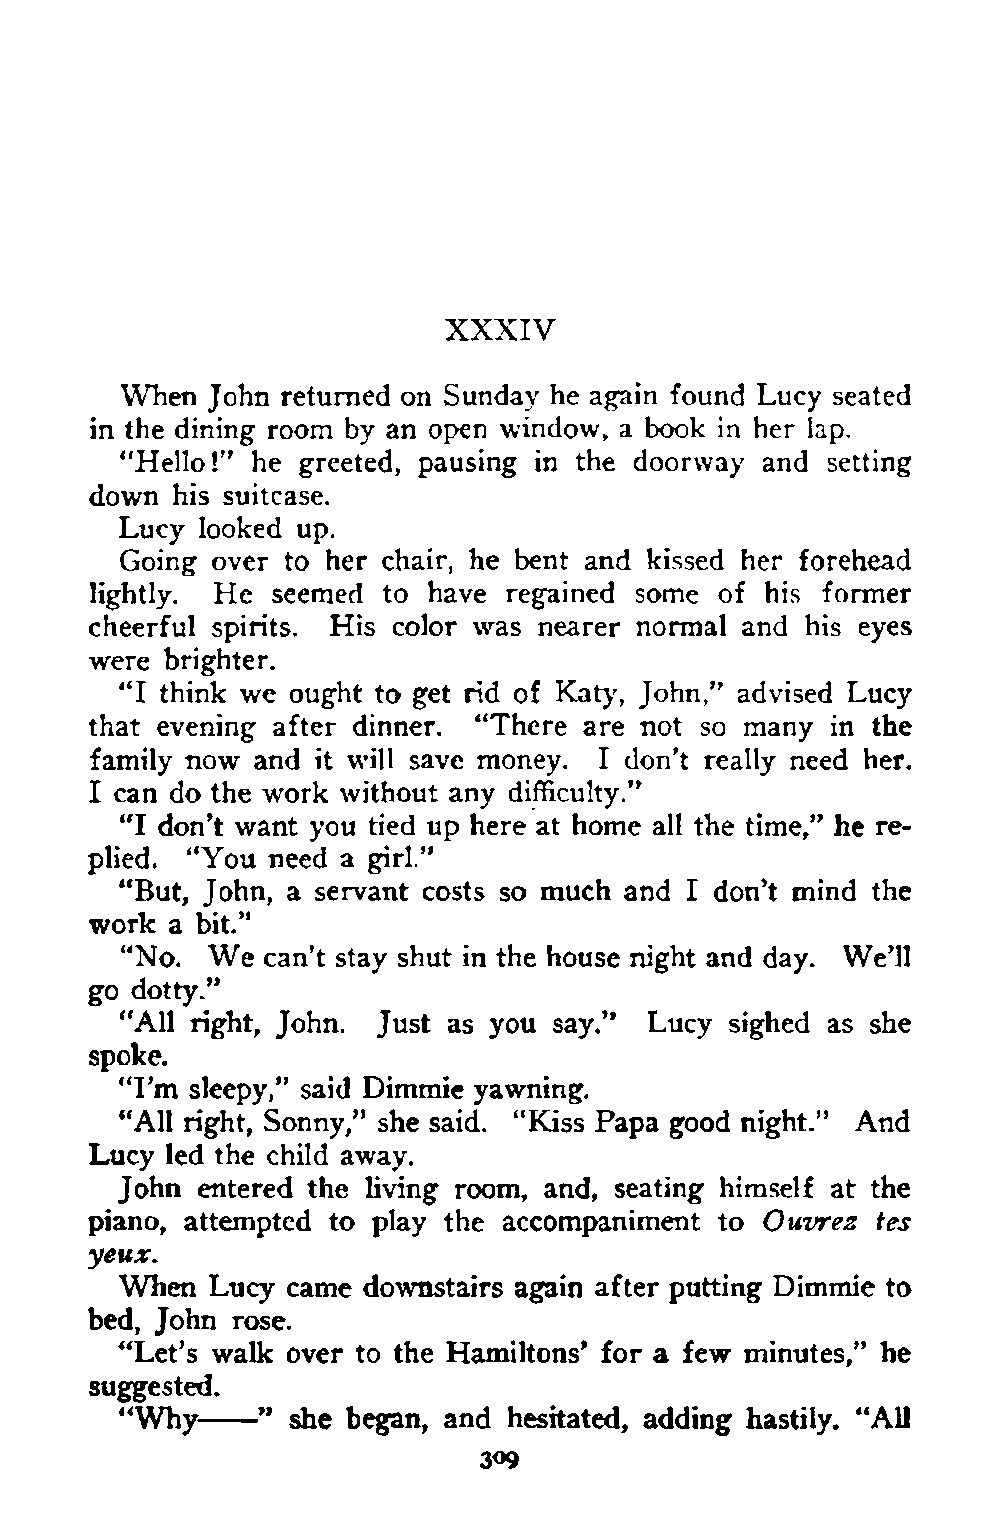 XXXIV
When John returned on Sunday he again found Lucy seated
in the dining room by an open window, a book in her lap.
"Hello!" he greeted, pausing in the doorway and setting
down his suitcase.
Lucy looked up.
Going over to her chair, he bent and kissed her forehead
lightly. He seemed to have regained some of his former
cheerful spirits. His color was nearer normal and his eyes
were brighter.
"I think we ought to get rid of Katy, John," advised Lucy
that evening after dinner. "There are not so many in the
family now and it will save money. I don't really need her.
I can do the work without any difficulty."
"I don't want you tied up here at home all the time," he re-
plied. "You need a girl."
"But, John, a servant costs so much and I don't mind the
work a bit."
"No. We can't stay shut in the house night and day. We'll
go dotty."
"All right, John. Just as you say." Lucy sighed as she
spoke.
"I'm sleepy," said Dimmie yawning.
"All right, Sonny," she said. "Kiss Papa good night." And
Lucy led the child away.
John entered the living room, and, seating himself at the
piano, attempted to play the accompaniment to Ouvrez tes
yeux.
When Lucy came downstairs again after putting Dimmie to
bed, John rose.
"Let's walk over to the Hamiltons' for a few minutes," he
suggested.
"Why——" she began, and hesitated, adding hastily. "All
309